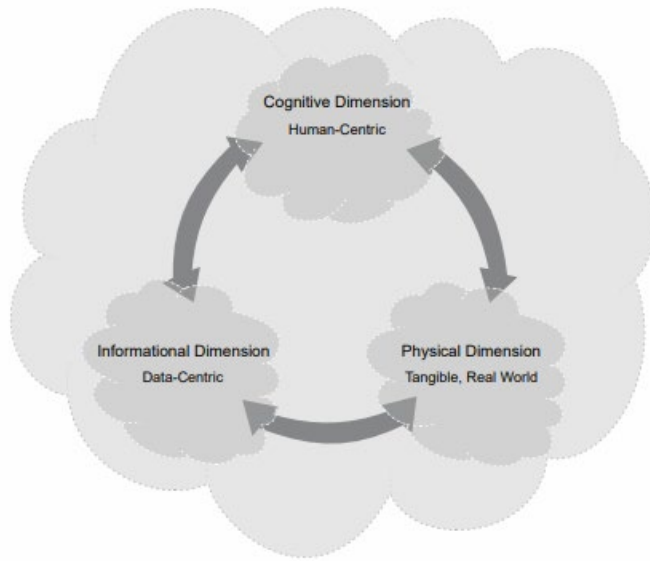 Cognitive Dimension
Human-Centric
Informational Dimension
Data-Centric
Physical Dimension
Tangible, Real World